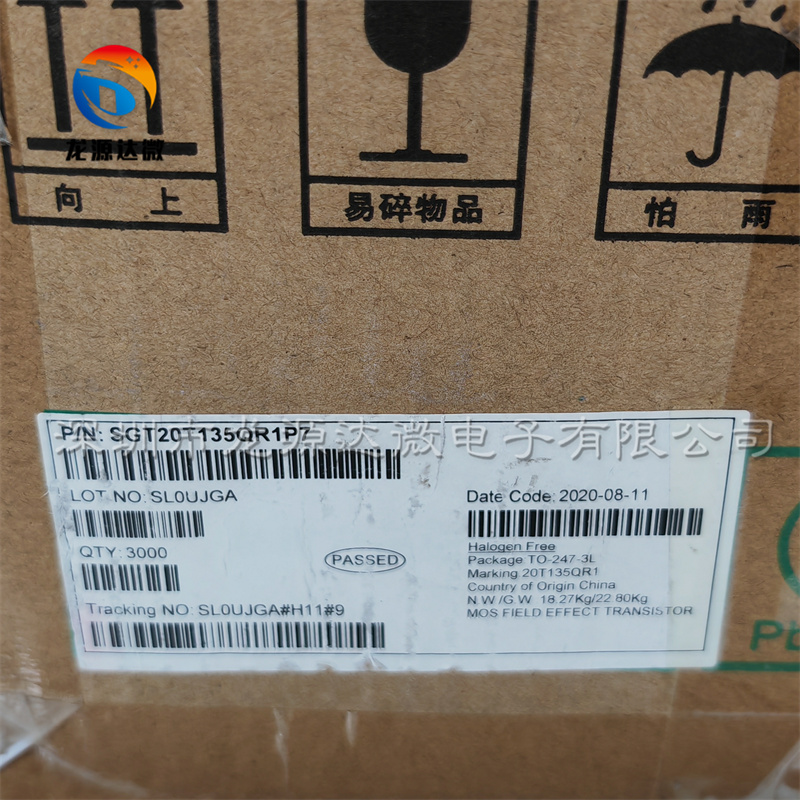 龙源达微
向上
易碎物品
怕雨
深圳市龙源达微电子有限公司
P/N: SGT20T135QR1P7
LOT NO: SL0UJGA
Date Code: 2020-08-11
QTY: 3000
PASSED
Halogen Free
Package:TO-247-3L
Marking:20T135QR1
Country of Origin China
N.W./G.W. 18.27Kg/22.80Kg
MOS FIELD EFFECT TRANSISTOR
Tracking NO: SL0UJGA#H11#9